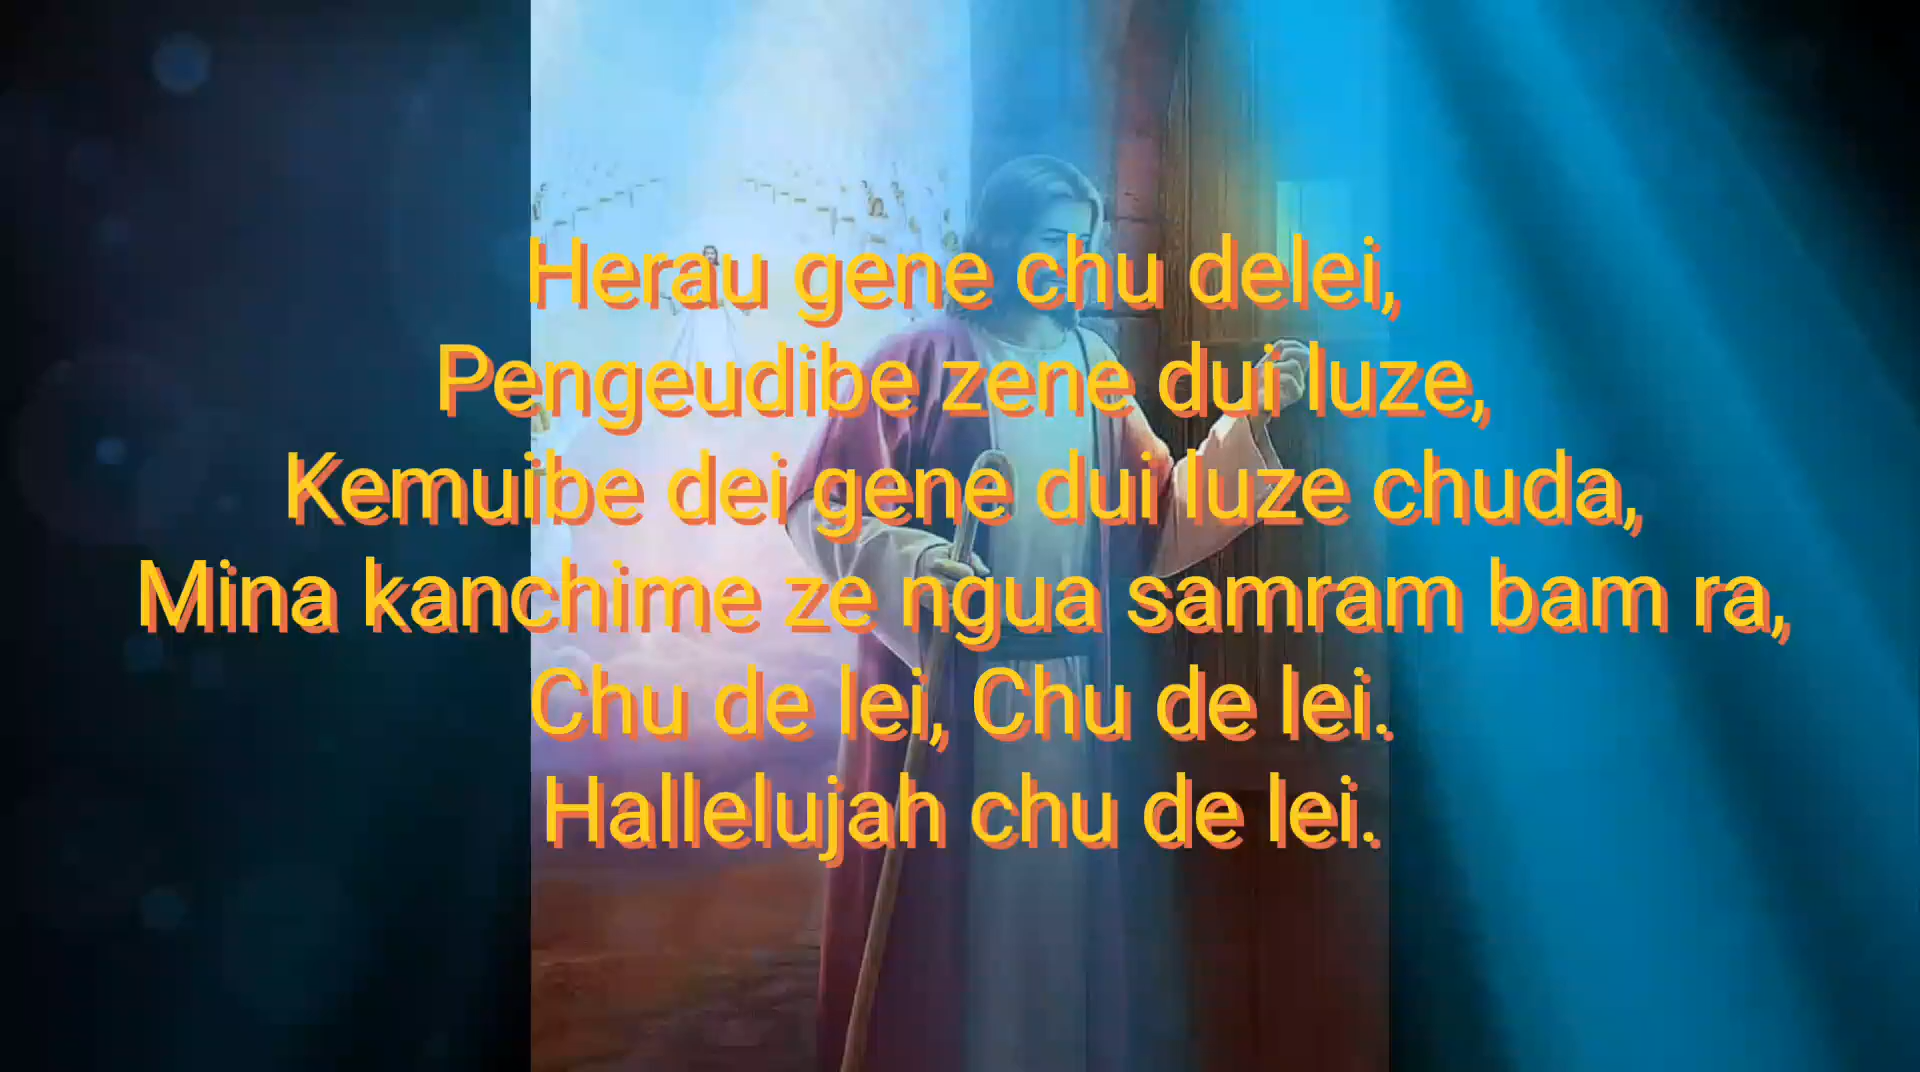 Herau gene chu delei,
Pengeudibe zene dui luze,
Kemuibe dei gene dui luze chuda,
Mina kanchime ze ngua samram bam ra,
Chu de lei, Chu de lei.
Hallelujah chu de lei.